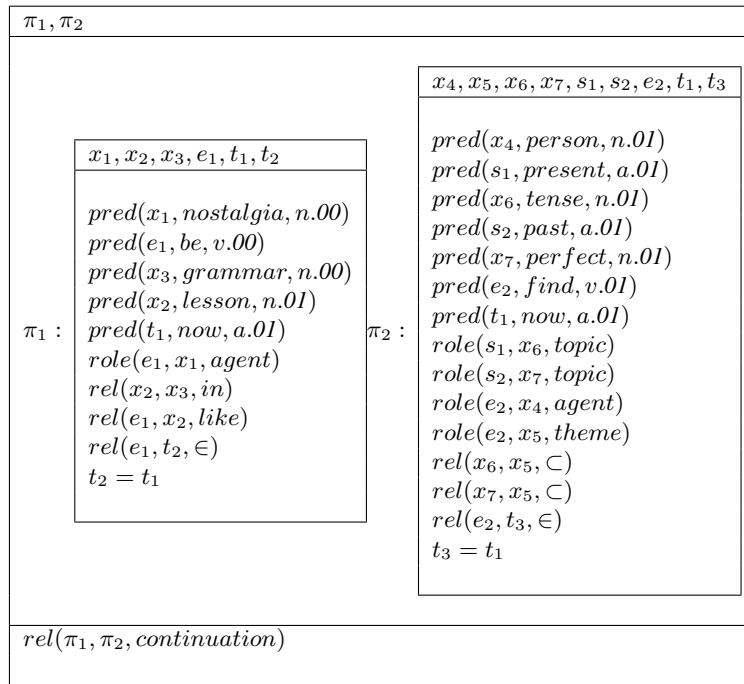 π₁, π₂
π₁ :
x₁, x₂, x₃, e₁, t₁, t₂
pred(x₁, nostalgia, n.00)
pred(e₁, be, v.00)
pred(x₃, grammar, n.00)
pred(x₂, lesson, n.01)
pred(t₁, now, a.01)
role(e₁, x₁, agent)
rel(x₂, x₃, in)
rel(e₁, x₂, like)
rel(e₁, t₂, ∈)
t₂ = t₁
π₂ :
x₄, x₅, x₆, x₇, s₁, s₂, e₂, t₁, t₃
pred(x₄, person, n.01)
pred(s₁, present, a.01)
pred(x₆, tense, n.01)
pred(s₂, past, a.01)
pred(x₇, perfect, n.01)
pred(e₂, find, v.01)
pred(t₁, now, a.01)
role(s₁, x₆, topic)
role(s₂, x₇, topic)
role(e₂, x₄, agent)
role(e₂, x₅, theme)
rel(x₆, x₅, ⊂)
rel(x₇, x₅, ⊂)
rel(e₂, t₃, ∈)
t₃ = t₁
rel(π₁, π₂, continuation)